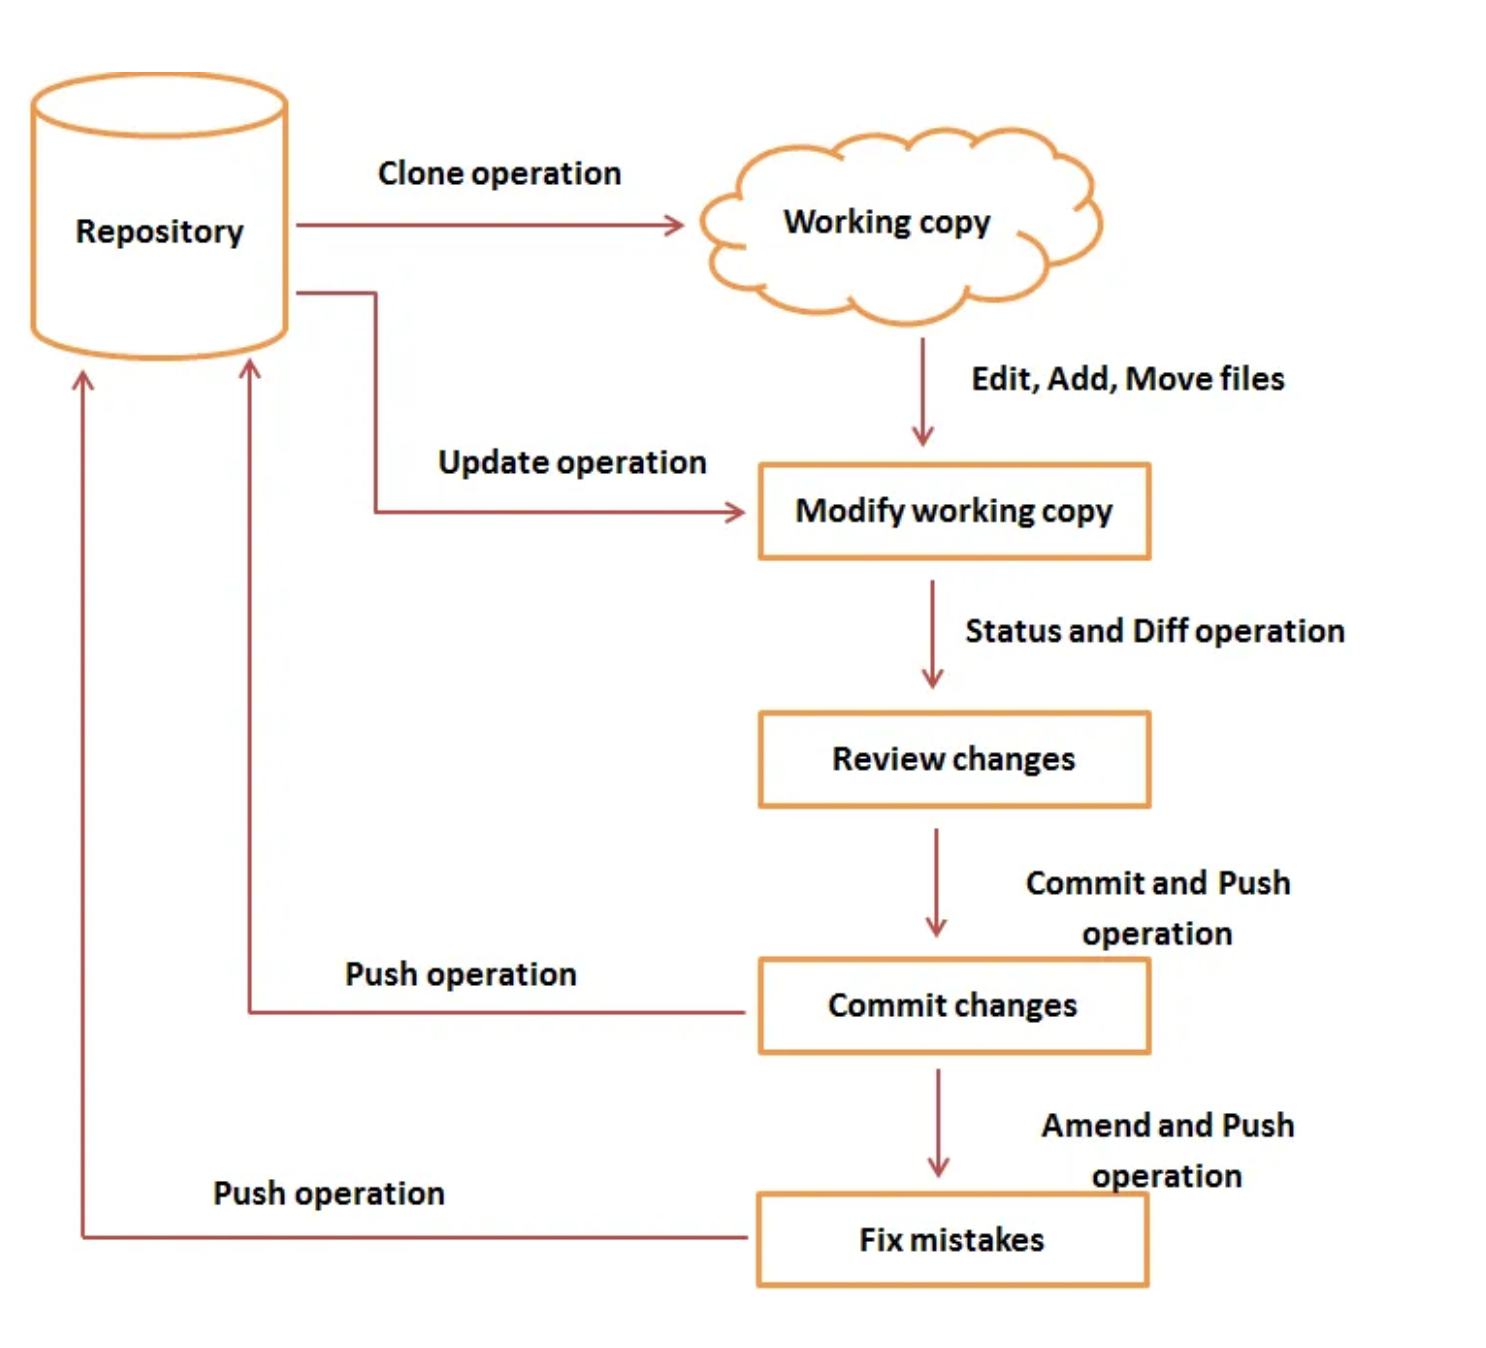 Clone operation
Repository
Working copy
Edit, Add, Move files
Update operation
Modify working copy
Status and Diff operation
Review changes
Commit and Push
operation
Push operation
Commit changes
Amend and Push
operation
Push operation
Fix mistakes